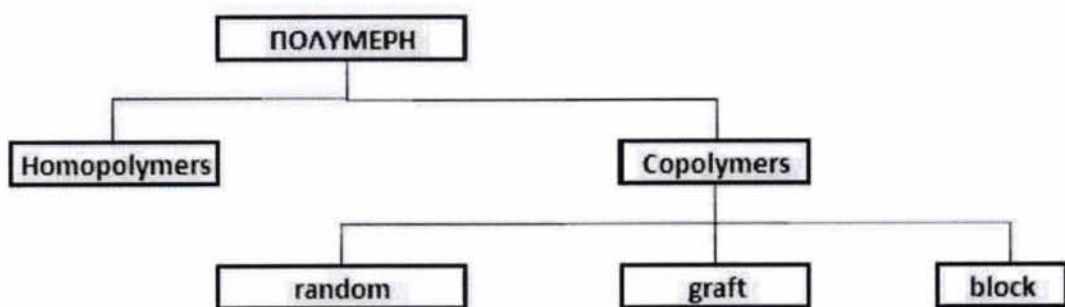 ΠΟΛΥΜΕΡΗ
Homopolymers
Copolymers
random
graft
block